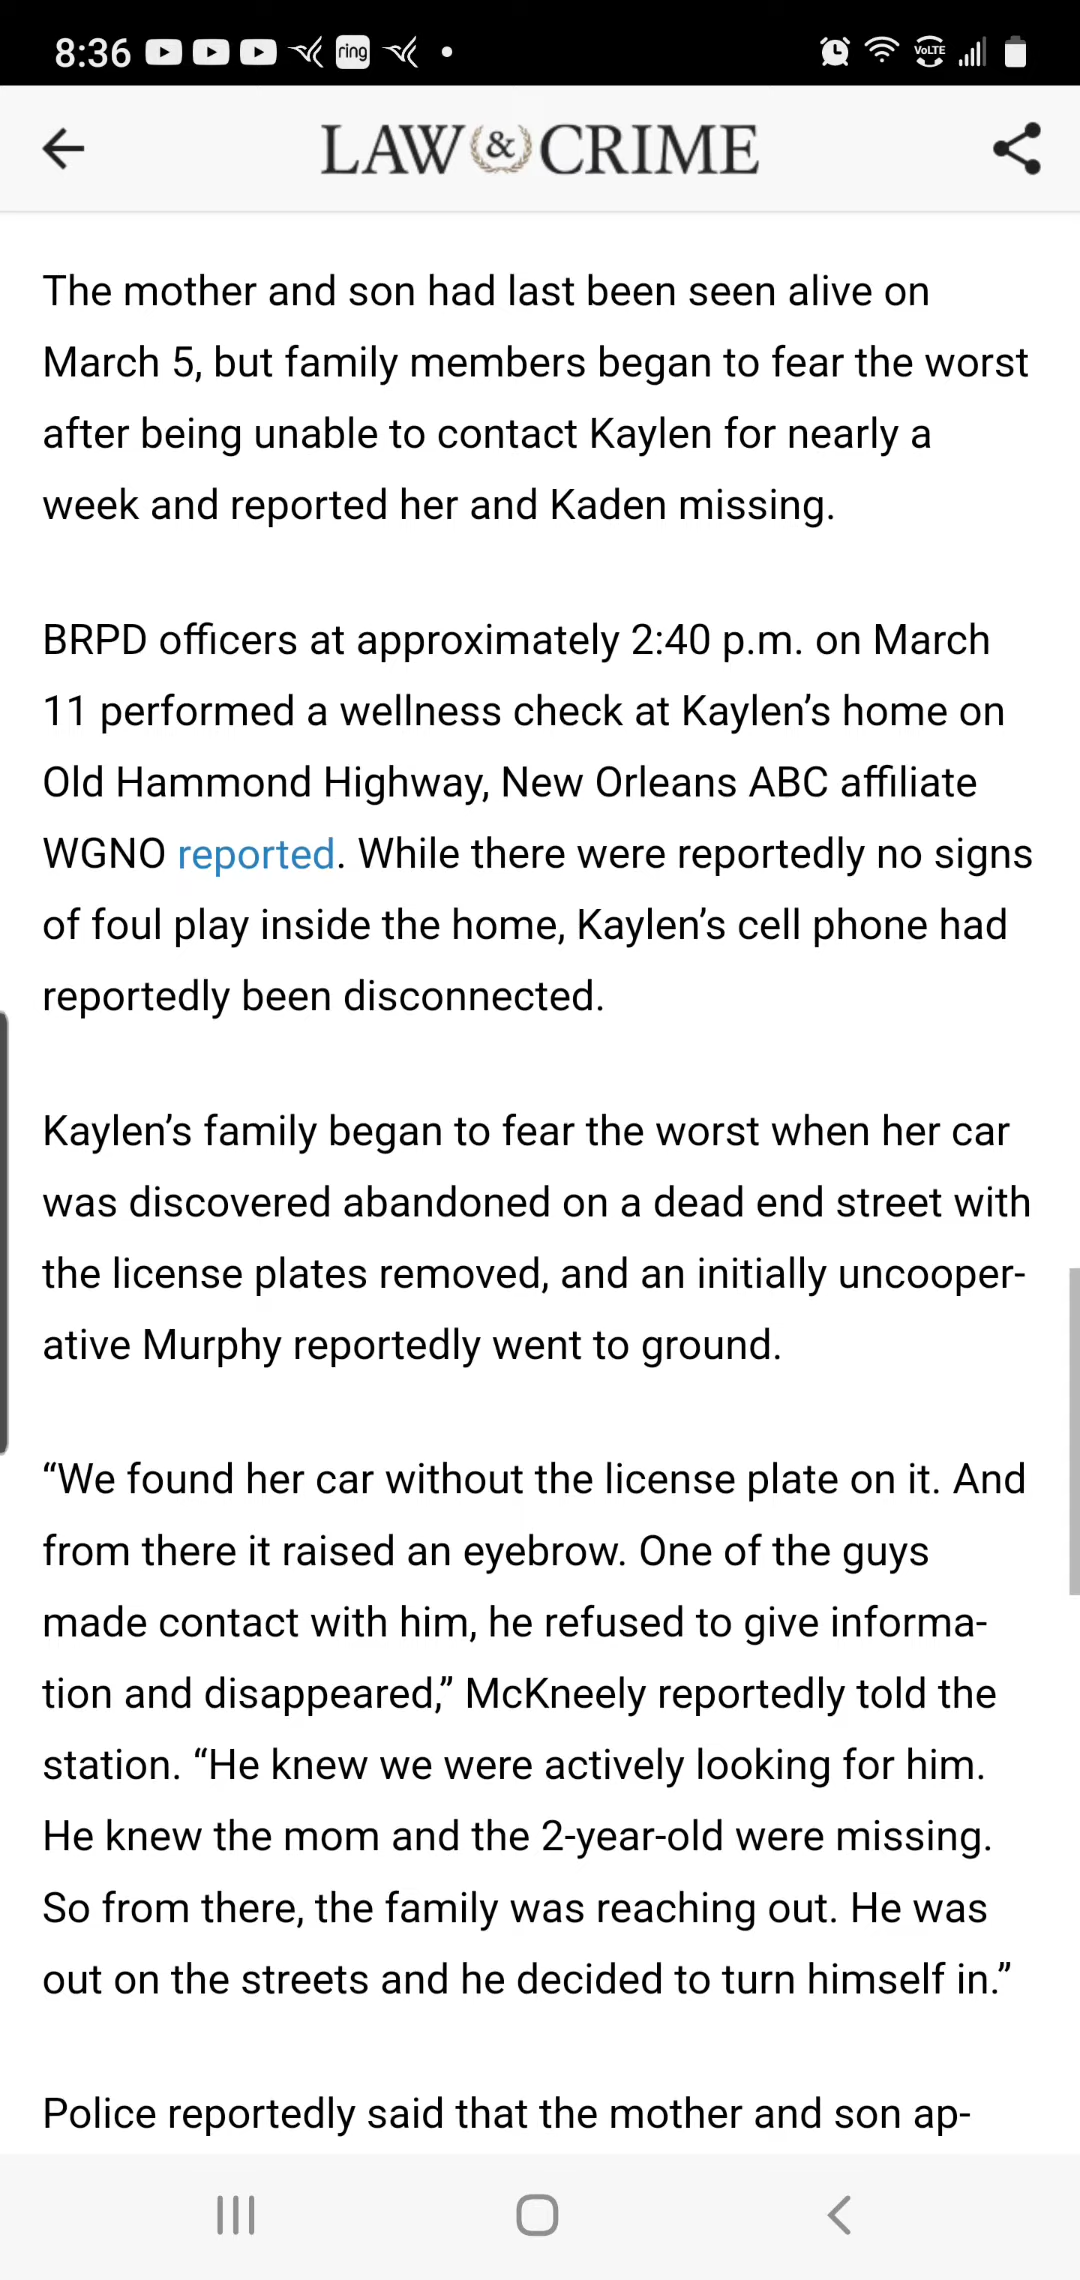 8:36 ring VoLTE
LAW & CRIME
The mother and son had last been seen alive on
March 5, but family members began to fear the worst
after being unable to contact Kaylen for nearly a
week and reported her and Kaden missing.
BRPD officers at approximately 2:40 p.m. on March
11 performed a wellness check at Kaylen’s home on
Old Hammond Highway, New Orleans ABC affiliate
WGNO reported. While there were reportedly no signs
of foul play inside the home, Kaylen’s cell phone had
reportedly been disconnected.
Kaylen’s family began to fear the worst when her car
was discovered abandoned on a dead end street with
the license plates removed, and an initially uncooper-
ative Murphy reportedly went to ground.
“We found her car without the license plate on it. And
from there it raised an eyebrow. One of the guys
made contact with him, he refused to give informa-
tion and disappeared,” McKneely reportedly told the
station. “He knew we were actively looking for him.
He knew the mom and the 2-year-old were missing.
So from there, the family was reaching out. He was
out on the streets and he decided to turn himself in.”
Police reportedly said that the mother and son ap-